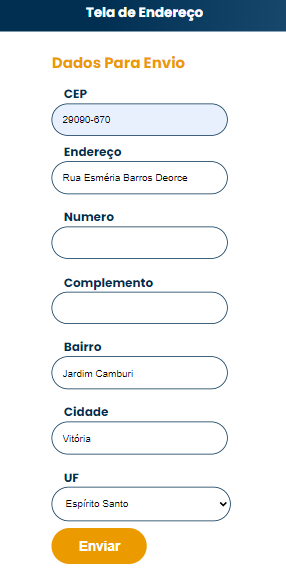 Tela de Endereço
Dados Para Envio
CEP
29090-670
Endereço
Rua Esméria Barros Deorce
Numero
Complemento
Bairro
Jardim Camburi
Cidade
Vitória
UF
Espírito Santo
Enviar